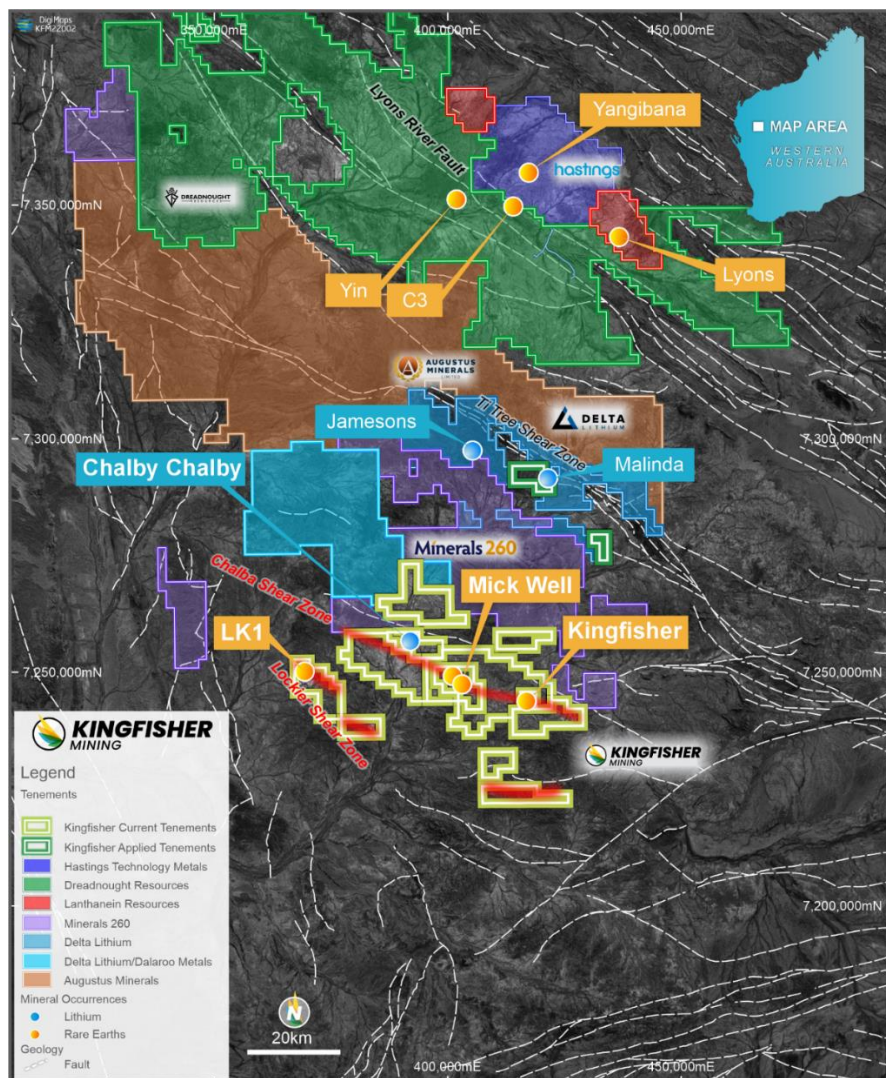 DigiMaps
KFM22002
350,000mE
400,000mE
450,000mE
Lyons River Fault
Yangibana
hastings
MAP AREA
WESTERN
AUSTRALIA
DREADNOUGHT
RESOURCES
7,350,000mN
Yin
C3
Lyons
AUGUSTUS
MINERALS
LIMITED
Ti Tree Shear Zone
DELTA
LITHIUM
7,300,000mN
7,300,000mN
Jamesons
Malinda
Chalby Chalby
Minerals 260
Chalba Shear Zone
Mick Well
LK1
Kingfisher
7,250,000mN
7,250,000mN
Lockier Shear Zone
KINGFISHER
MINING
KINGFISHER
MINING
Legend
Tenements
Kingfisher Current Tenements
Kingfisher Applied Tenements
Hastings Technology Metals
Dreadnought Resources
Lanthanein Resources
Minerals 260
Delta Lithium
Delta Lithium/Dalaroo Metals
Augustus Minerals
Mineral Occurrences
Lithium
Rare Earths
Geology
Fault
7,200,000mN
N
20km
400,000mE
450,000mE